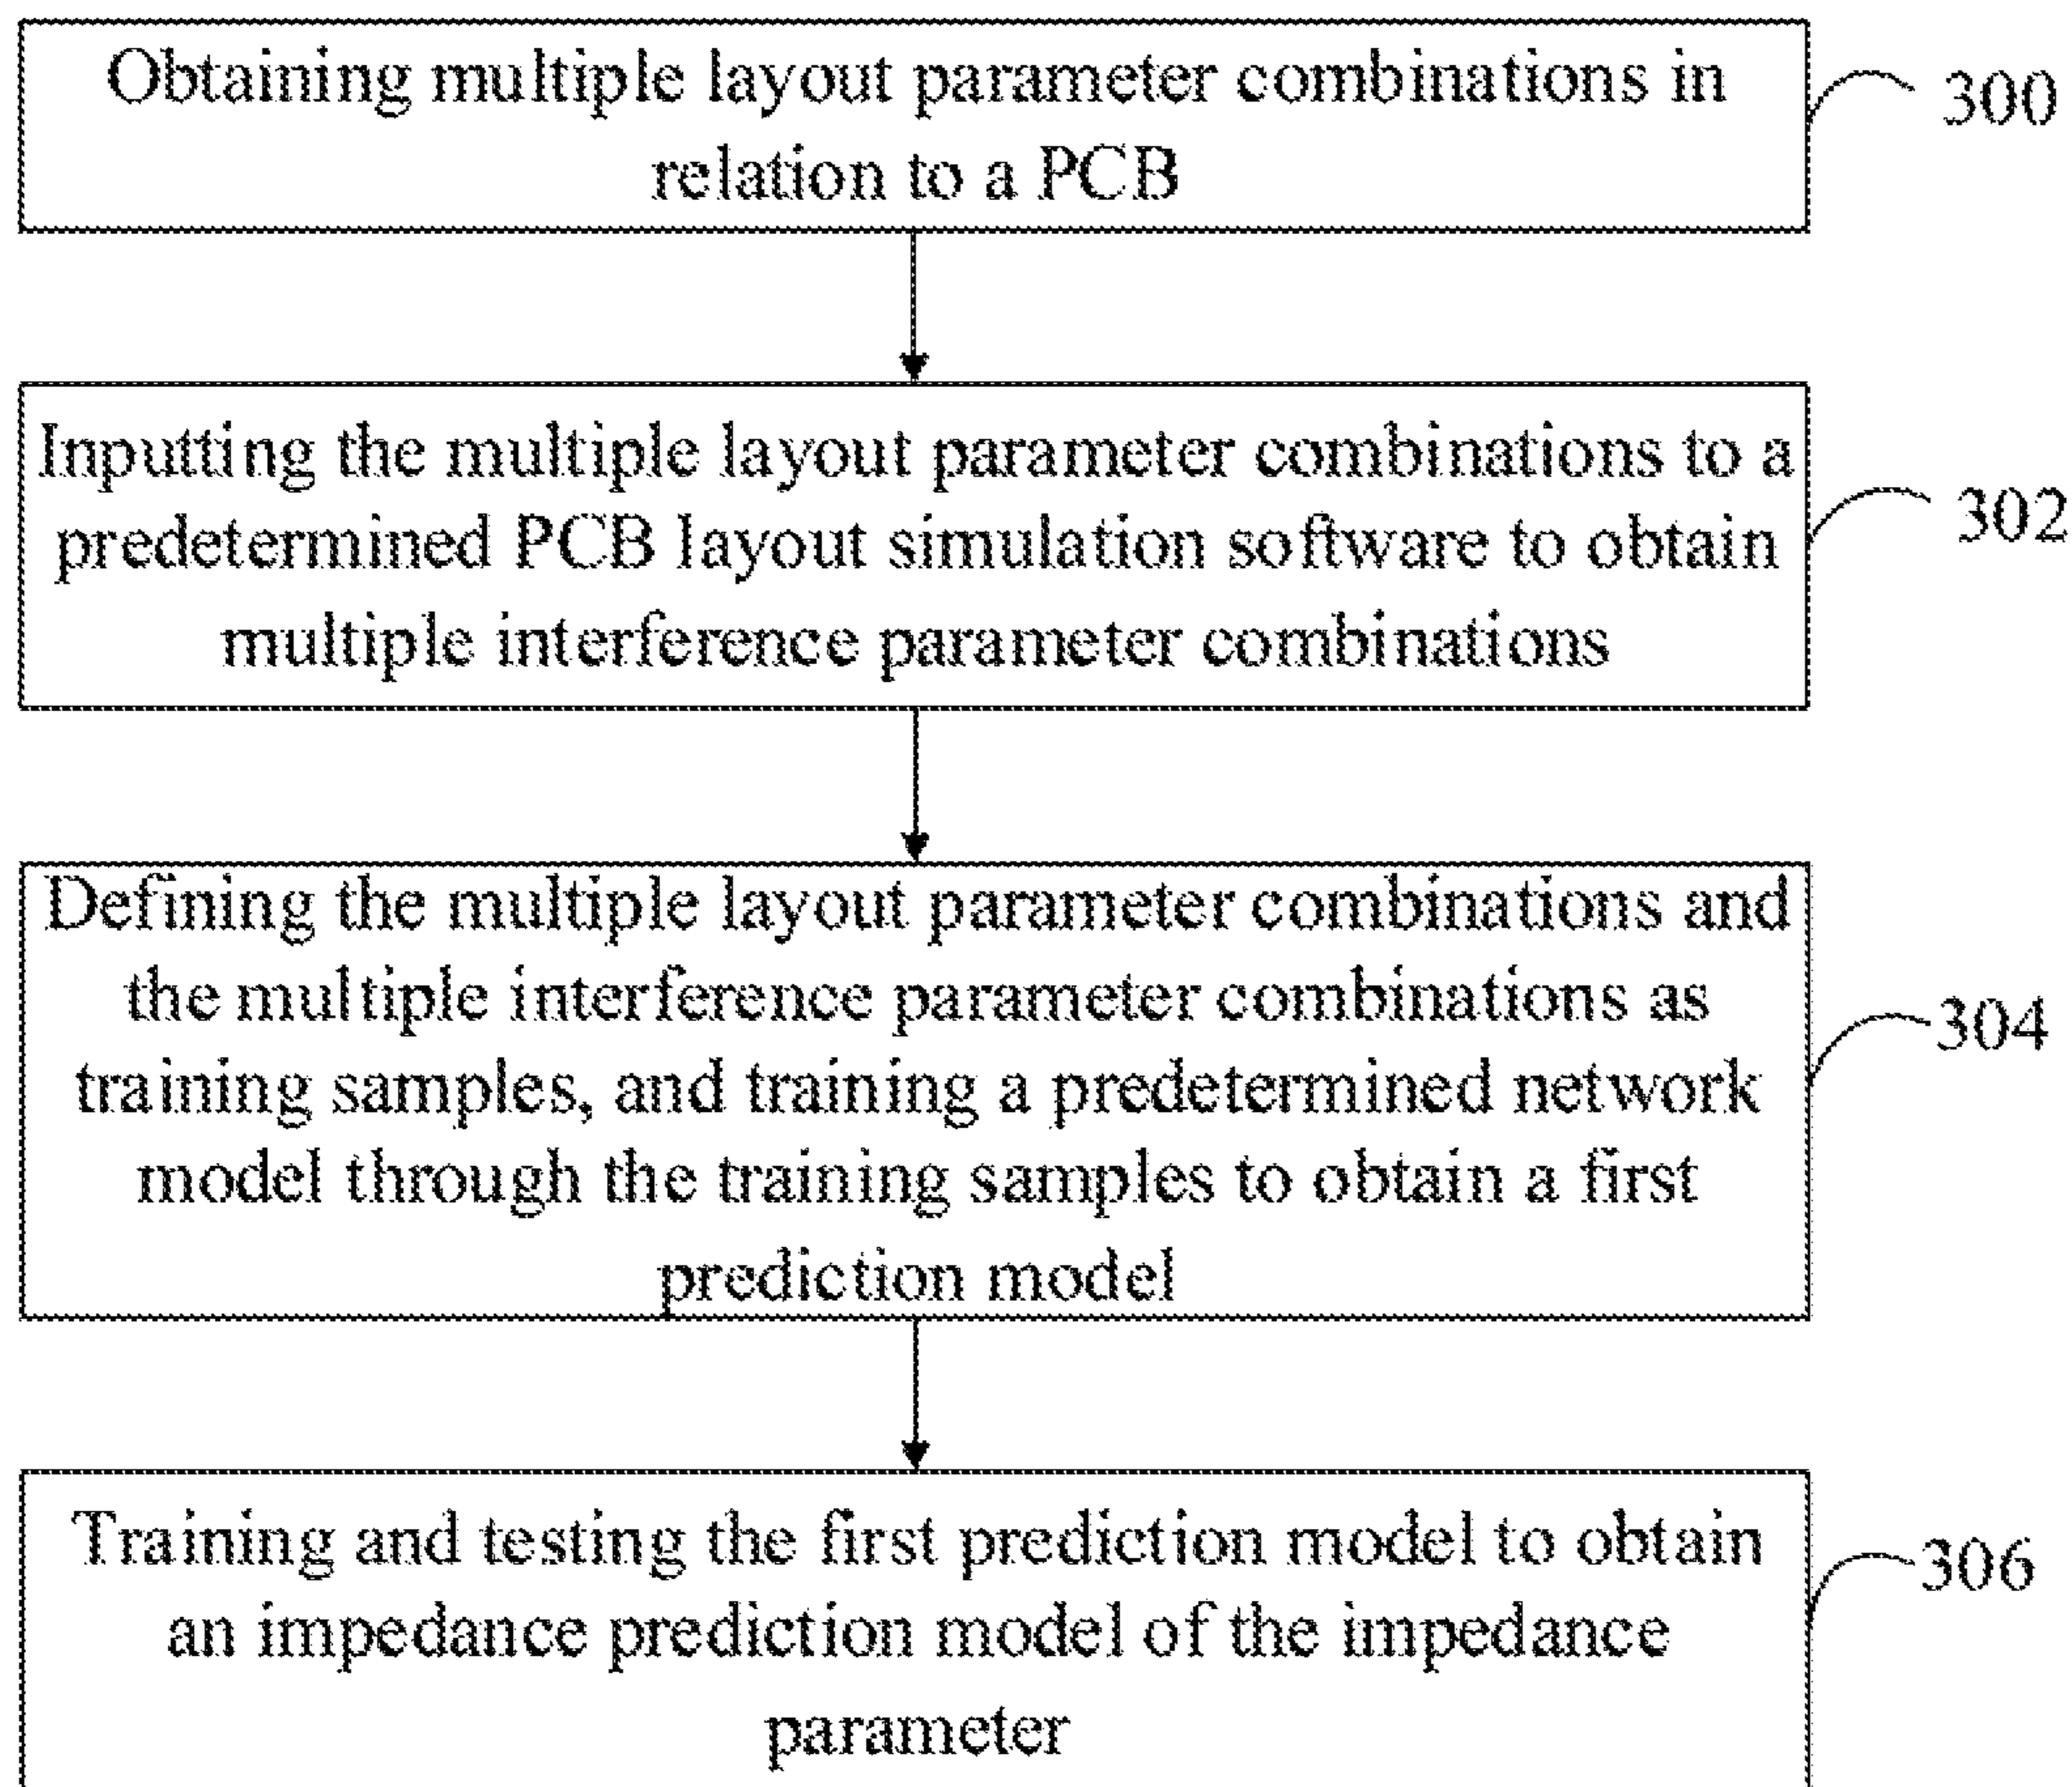 Obtaining multiple layout parameter combinations in
relation to a PCB
300
Inputting the multiple layout parameter combinations to a
predetermined PCB layout simulation software to obtain
multiple interference parameter combinations
302
Defining the multiple layout parameter combinations and
the multiple interference parameter combinations as
training samples, and training a predetermined network
model through the training samples to obtain a first
prediction model
304
Training and testing the first prediction model to obtain
an impedance prediction model of the impedance
parameter
306